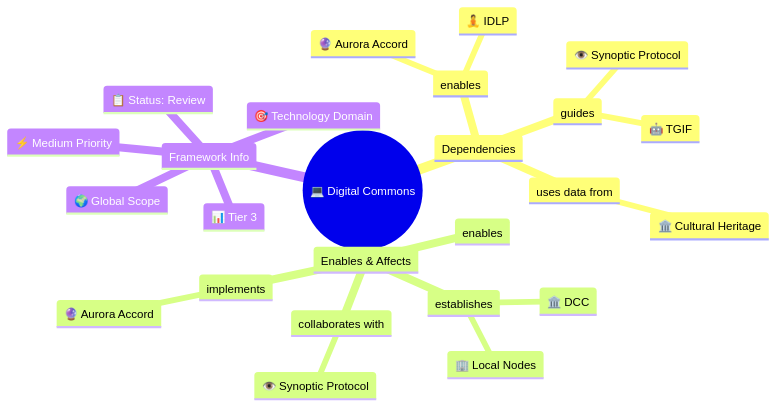 🧘 IDLP
🔮 Aurora Accord
👁️ Synoptic Protocol
enables
📋 Status: Review
🎯 Technology Domain
guides
🤖 TGIF
⚡ Medium Priority
Framework Info
Dependencies
💻 Digital Commons
uses data from
🌍 Global Scope
📊 Tier 3
🏛️ Cultural Heritage
enables
Enables & Affects
implements
establishes
🏛️ DCC
🔮 Aurora Accord
collaborates with
🏢 Local Nodes
👁️ Synoptic Protocol